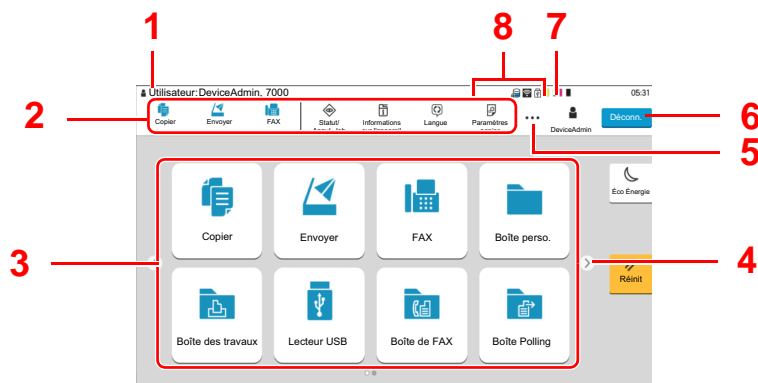 8 7
1
Utilisateur:DeviceAdmin, 7000 05:31
2
Copier Envoyer FAX Statut/ Informations Langue Paramètres ••• DeviceAdmin Déconn. 6
5
Éco Énergie
Copier Envoyer FAX Boîte perso.
3 4
Réinit
Boîte des travaux Lecteur USB Boîte de FAX Boîte Polling